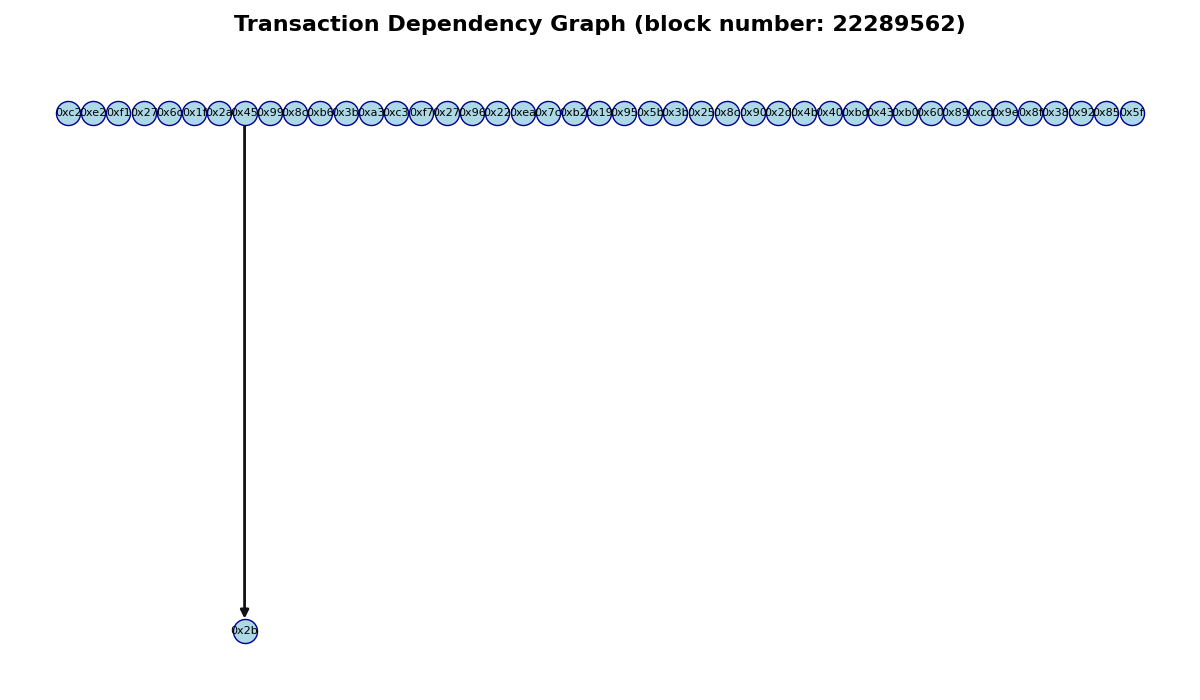 Transaction Dependency Graph (block number: 22289562)
0xc2 0xe2 0xf1 0x27 0x6c 0x1f 0x2a 0x45 0x99 0x8c 0xb6 0x3b 0xa3 0xc3 0xf7 0x27 0x96 0x22 0xea 0x7c 0xb2 0x19 0x95 0x5b 0x3b 0x25 0x8c 0x90 0x2c 0x4b 0x40 0xbc 0x43 0xb0 0x60 0x89 0xcc 0x9e 0x8f 0x38 0x92 0x85 0x5f
0x2b